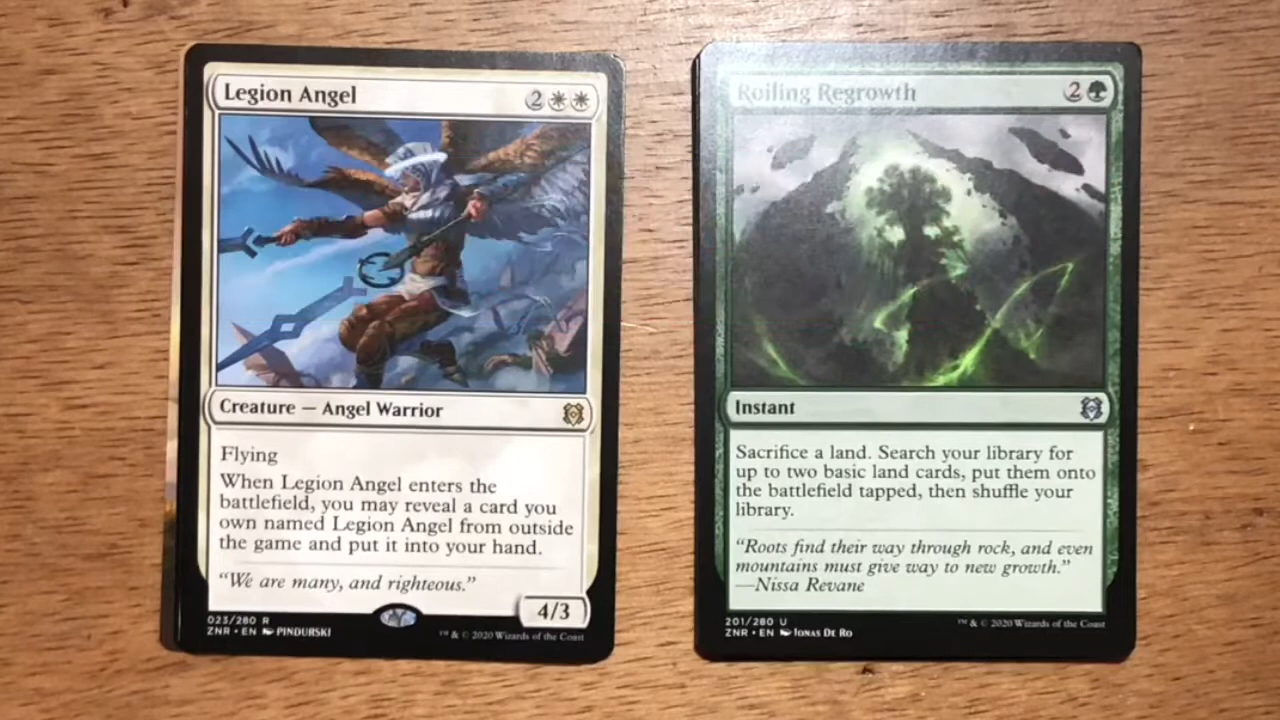 Legion Angel
2
Creature — Angel Warrior
Flying
When Legion Angel enters the
battlefield, you may reveal a card you
own named Legion Angel from outside
the game and put it into your hand.
“We are many, and righteous.”
4/3
023/280 R
ZNR • EN PINDURSKI
™ & © 2020 Wizards of the Coast
Roiling Regrowth
2
Instant
Sacrifice a land. Search your library for
up to two basic land cards, put them onto
the battlefield tapped, then shuffle your
library.
“Roots find their way through rock, and even
mountains must give way to new growth.”
—Nissa Revane
201/280 U
ZNR • EN Jonas De Ro
™ & © 2020 Wizards of the Coast